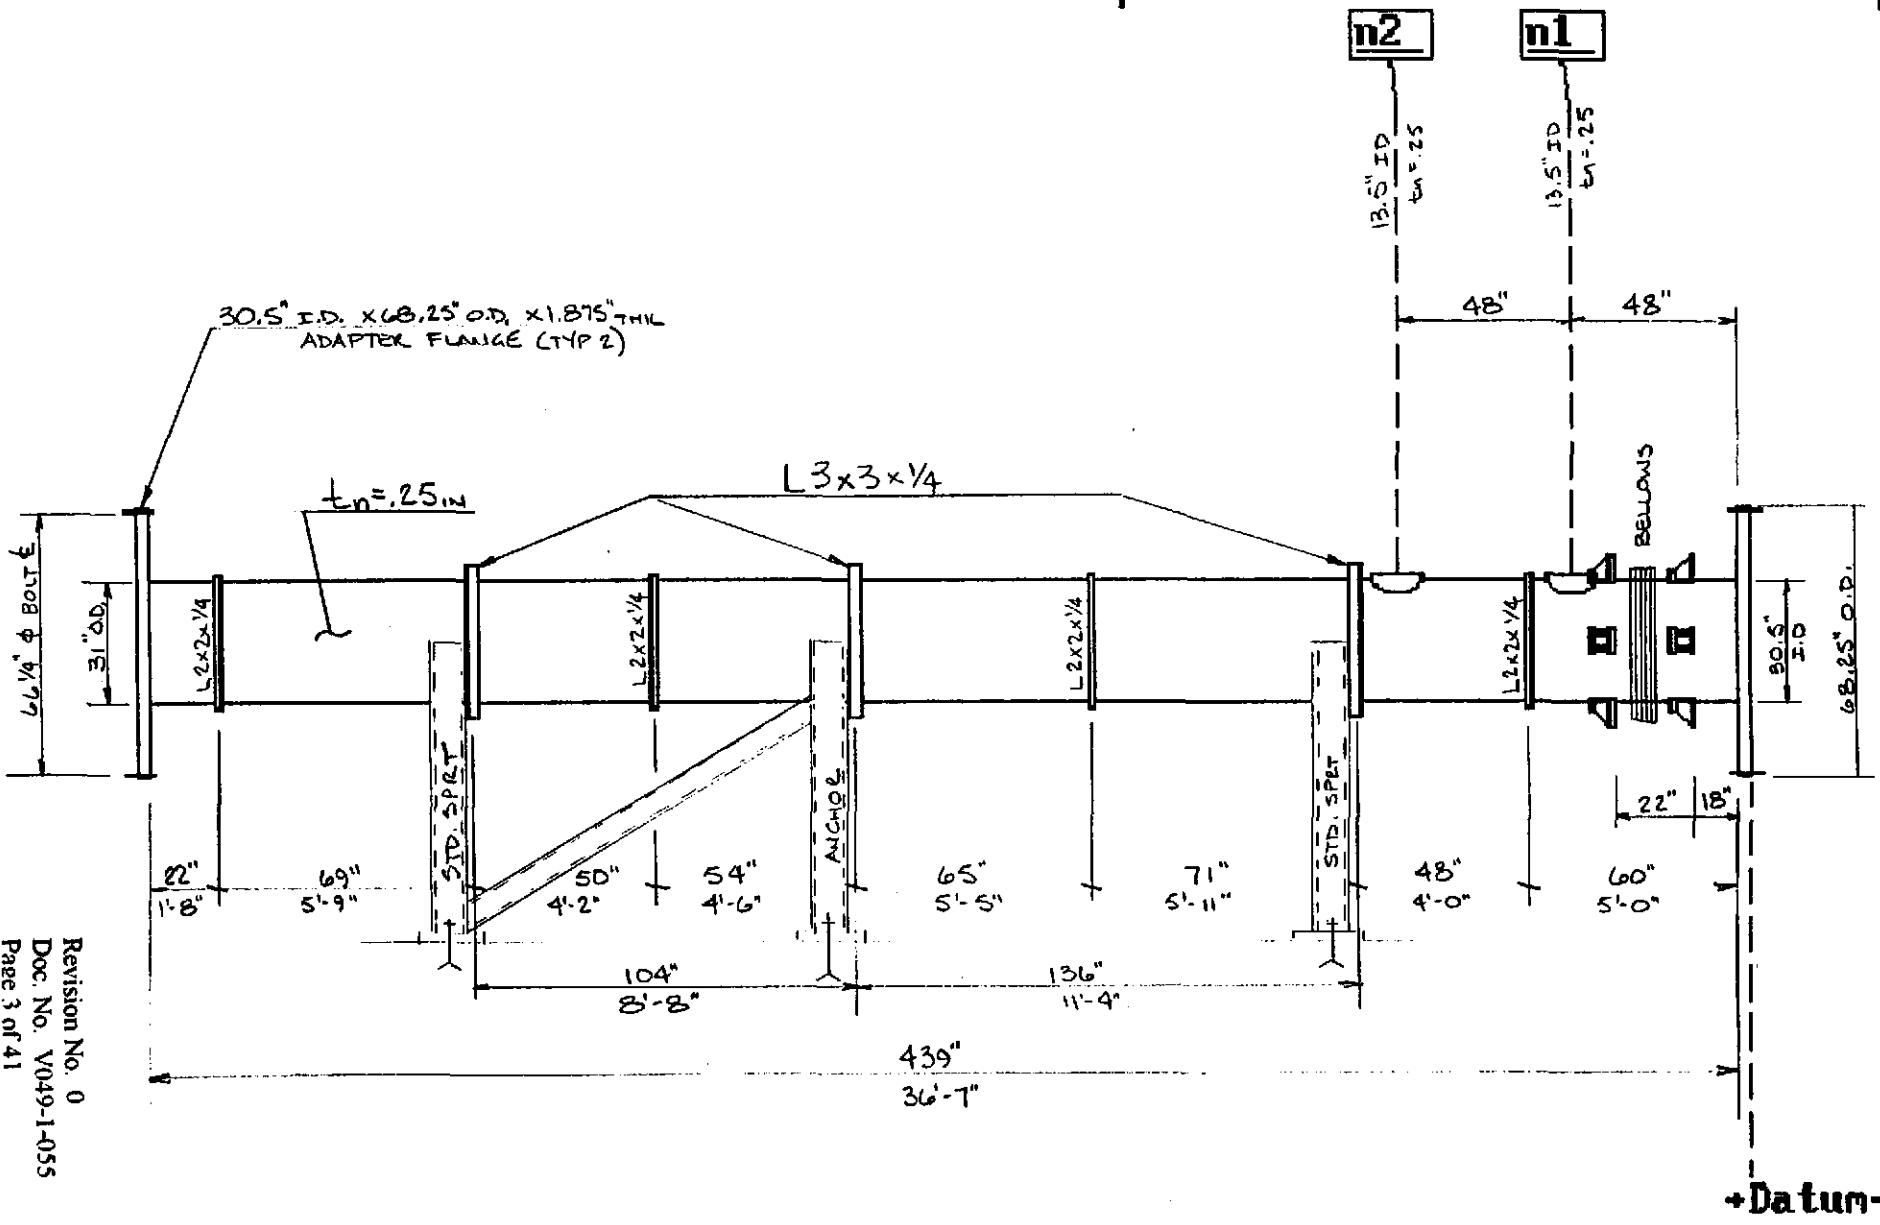 n2
n1
13.5" ID
tn=.25
13.5" ID
tn=.25
48"
48"
30.5" I.D. x 68.25" O.D. x 1.875" THK
ADAPTER FLANGE (TYP 2)
tn=.25 IN
L 3x3x1/4
BELLOWS
66 1/4" ϕ BOLT ℄
31" O.D.
L2x2x1/4
L2x2x1/4
L2x2x1/4
L2x2x1/4
30.5"
I.D
68.25" O.D.
STD. SPRT
ANCHOR
STD. SPRT
22"
18"
22"
1'-8"
69"
5'-9"
50"
4'-2"
54"
4'-6"
65"
5'-5"
71"
5'-11"
48"
4'-0"
60"
5'-0"
104"
8'-8"
136"
11'-4"
439"
36'-7"
Revision No. 0
Doc. No. V049-1-055
Page 3 of 41
+Datum-